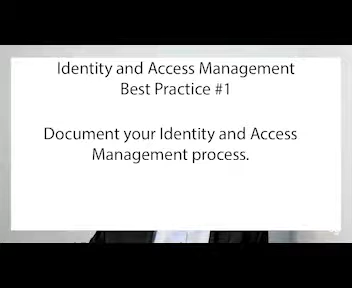 Identity and Access Management
Best Practice #1
Document your Identity and Access
Management process.